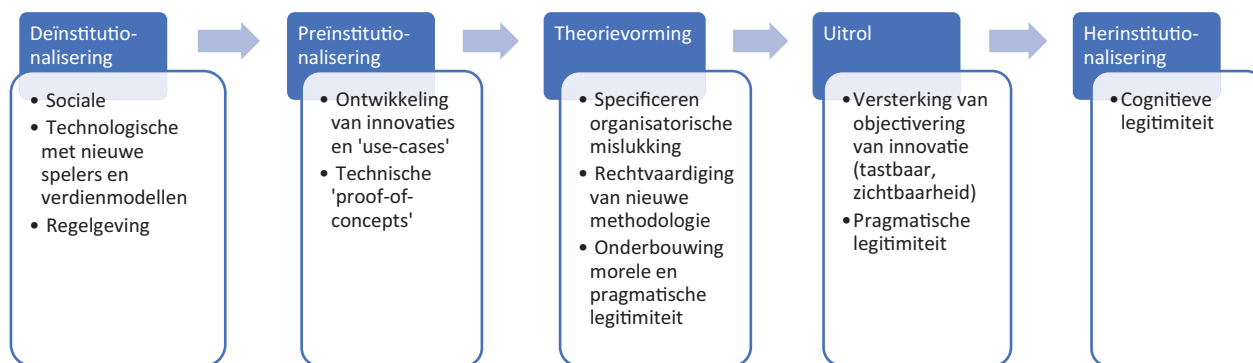 Deïnstitutio-
nalisering
• Sociale
• Technologische
met nieuwe
spelers en
verdienmodellen
• Regelgeving
Preïnstitutio-
nalisering
• Ontwikkeling
van innovaties
en 'use-cases'
• Technische
'proof-of-
concepts'
Theorievorming
• Specificeren
organisatorische
mislukking
• Rechtvaardiging
van nieuwe
methodologie
• Onderbouwing
morele en
pragmatische
legitimiteit
Uitrol
• Versterking van
objectivering
van innovatie
(tastbaar,
zichtbaarheid)
• Pragmatische
legitimiteit
Herinstitutio-
nalisering
• Cognitieve
legitimiteit